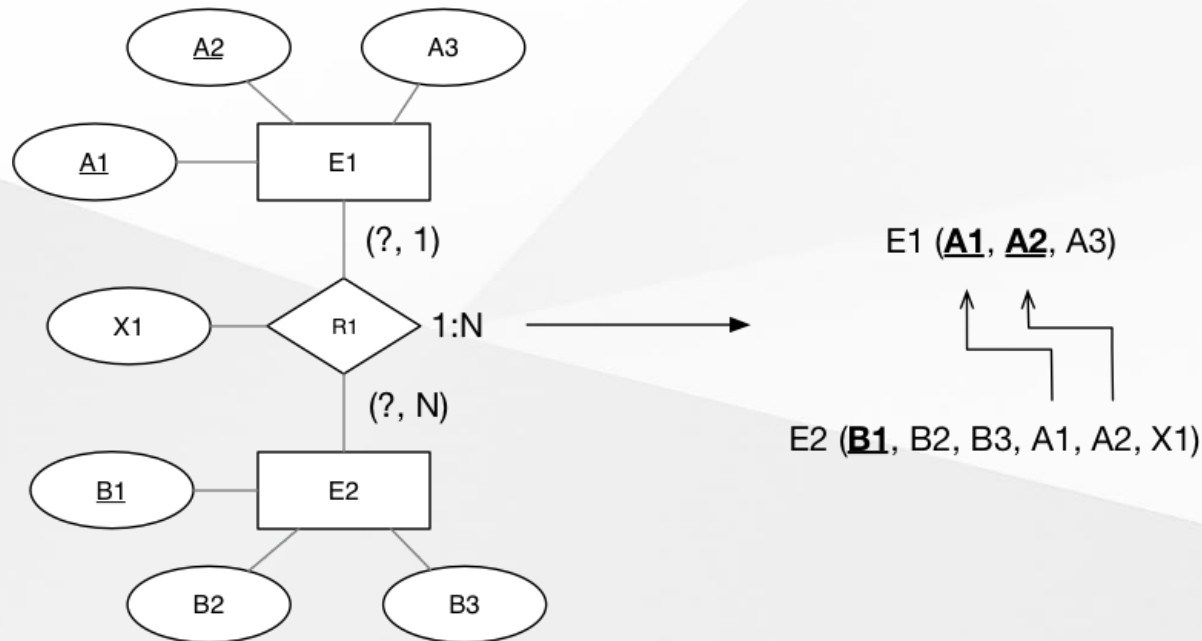 A2
A3
A1
E1
(?, 1)
E1 (A1, A2, A3)
X1
R1
1:N
(?, N)
E2 (B1, B2, B3, A1, A2, X1)
B1
E2
B2
B3